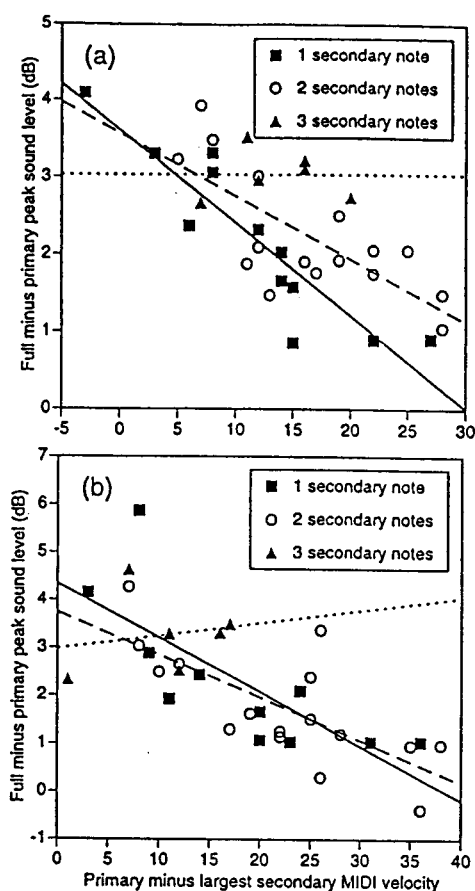 (a)
1 secondary note
2 secondary notes
3 secondary notes
Full minus primary peak sound level (dB)
5
4
3
2
1
0
-5 0 5 10 15 20 25 30
(b)
1 secondary note
2 secondary notes
3 secondary notes
Full minus primary peak sound level (dB)
7
6
5
4
3
2
1
0
-1
0 5 10 15 20 25 30 35 40
Primary minus largest secondary MIDI velocity